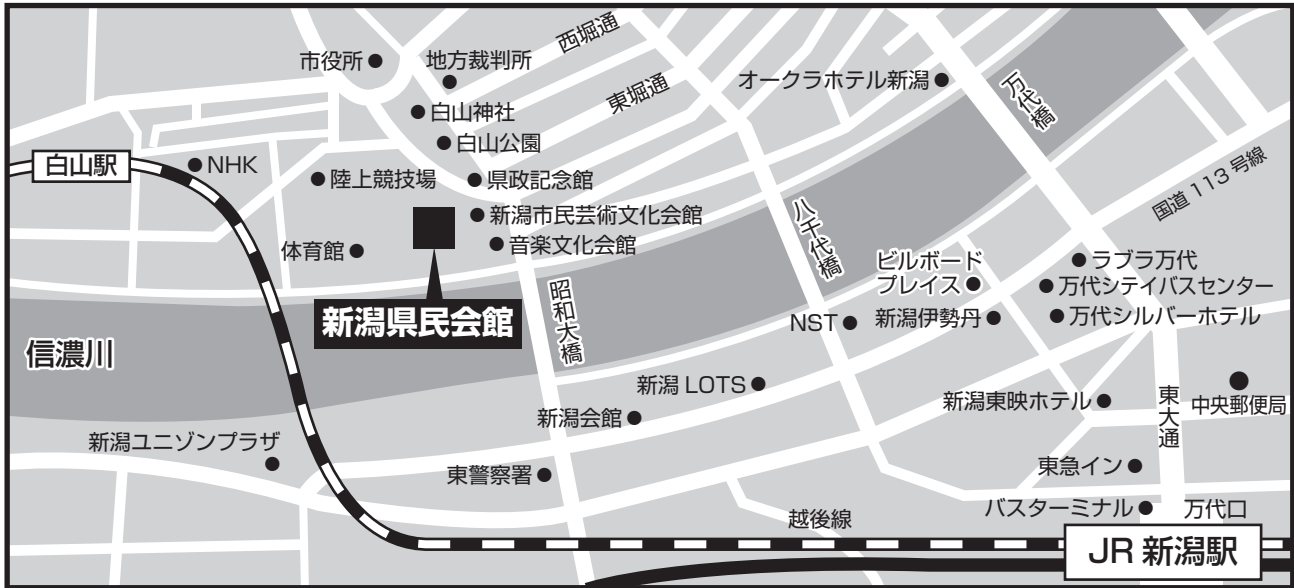 西堀通
市役所
地方裁判所
東堀通
オークラホテル新潟
万代橋
白山神社
白山公園
白山駅
NHK
陸上競技場
県政記念館
国道113号線
新潟市民芸術文化会館
体育館
音楽文化会館
八千代橋
ビルボード
プレイス
ラブラ万代
万代シテイバスセンター
昭和大橋
新潟県民会館
NST
新潟伊勢丹
万代シルバーホテル
信濃川
新潟 LOTS
新潟会館
新潟東映ホテル
東大通
中央郵便局
新潟ユニゾンプラザ
東警察署
東急イン
バスターミナル
万代口
越後線
JR 新潟駅